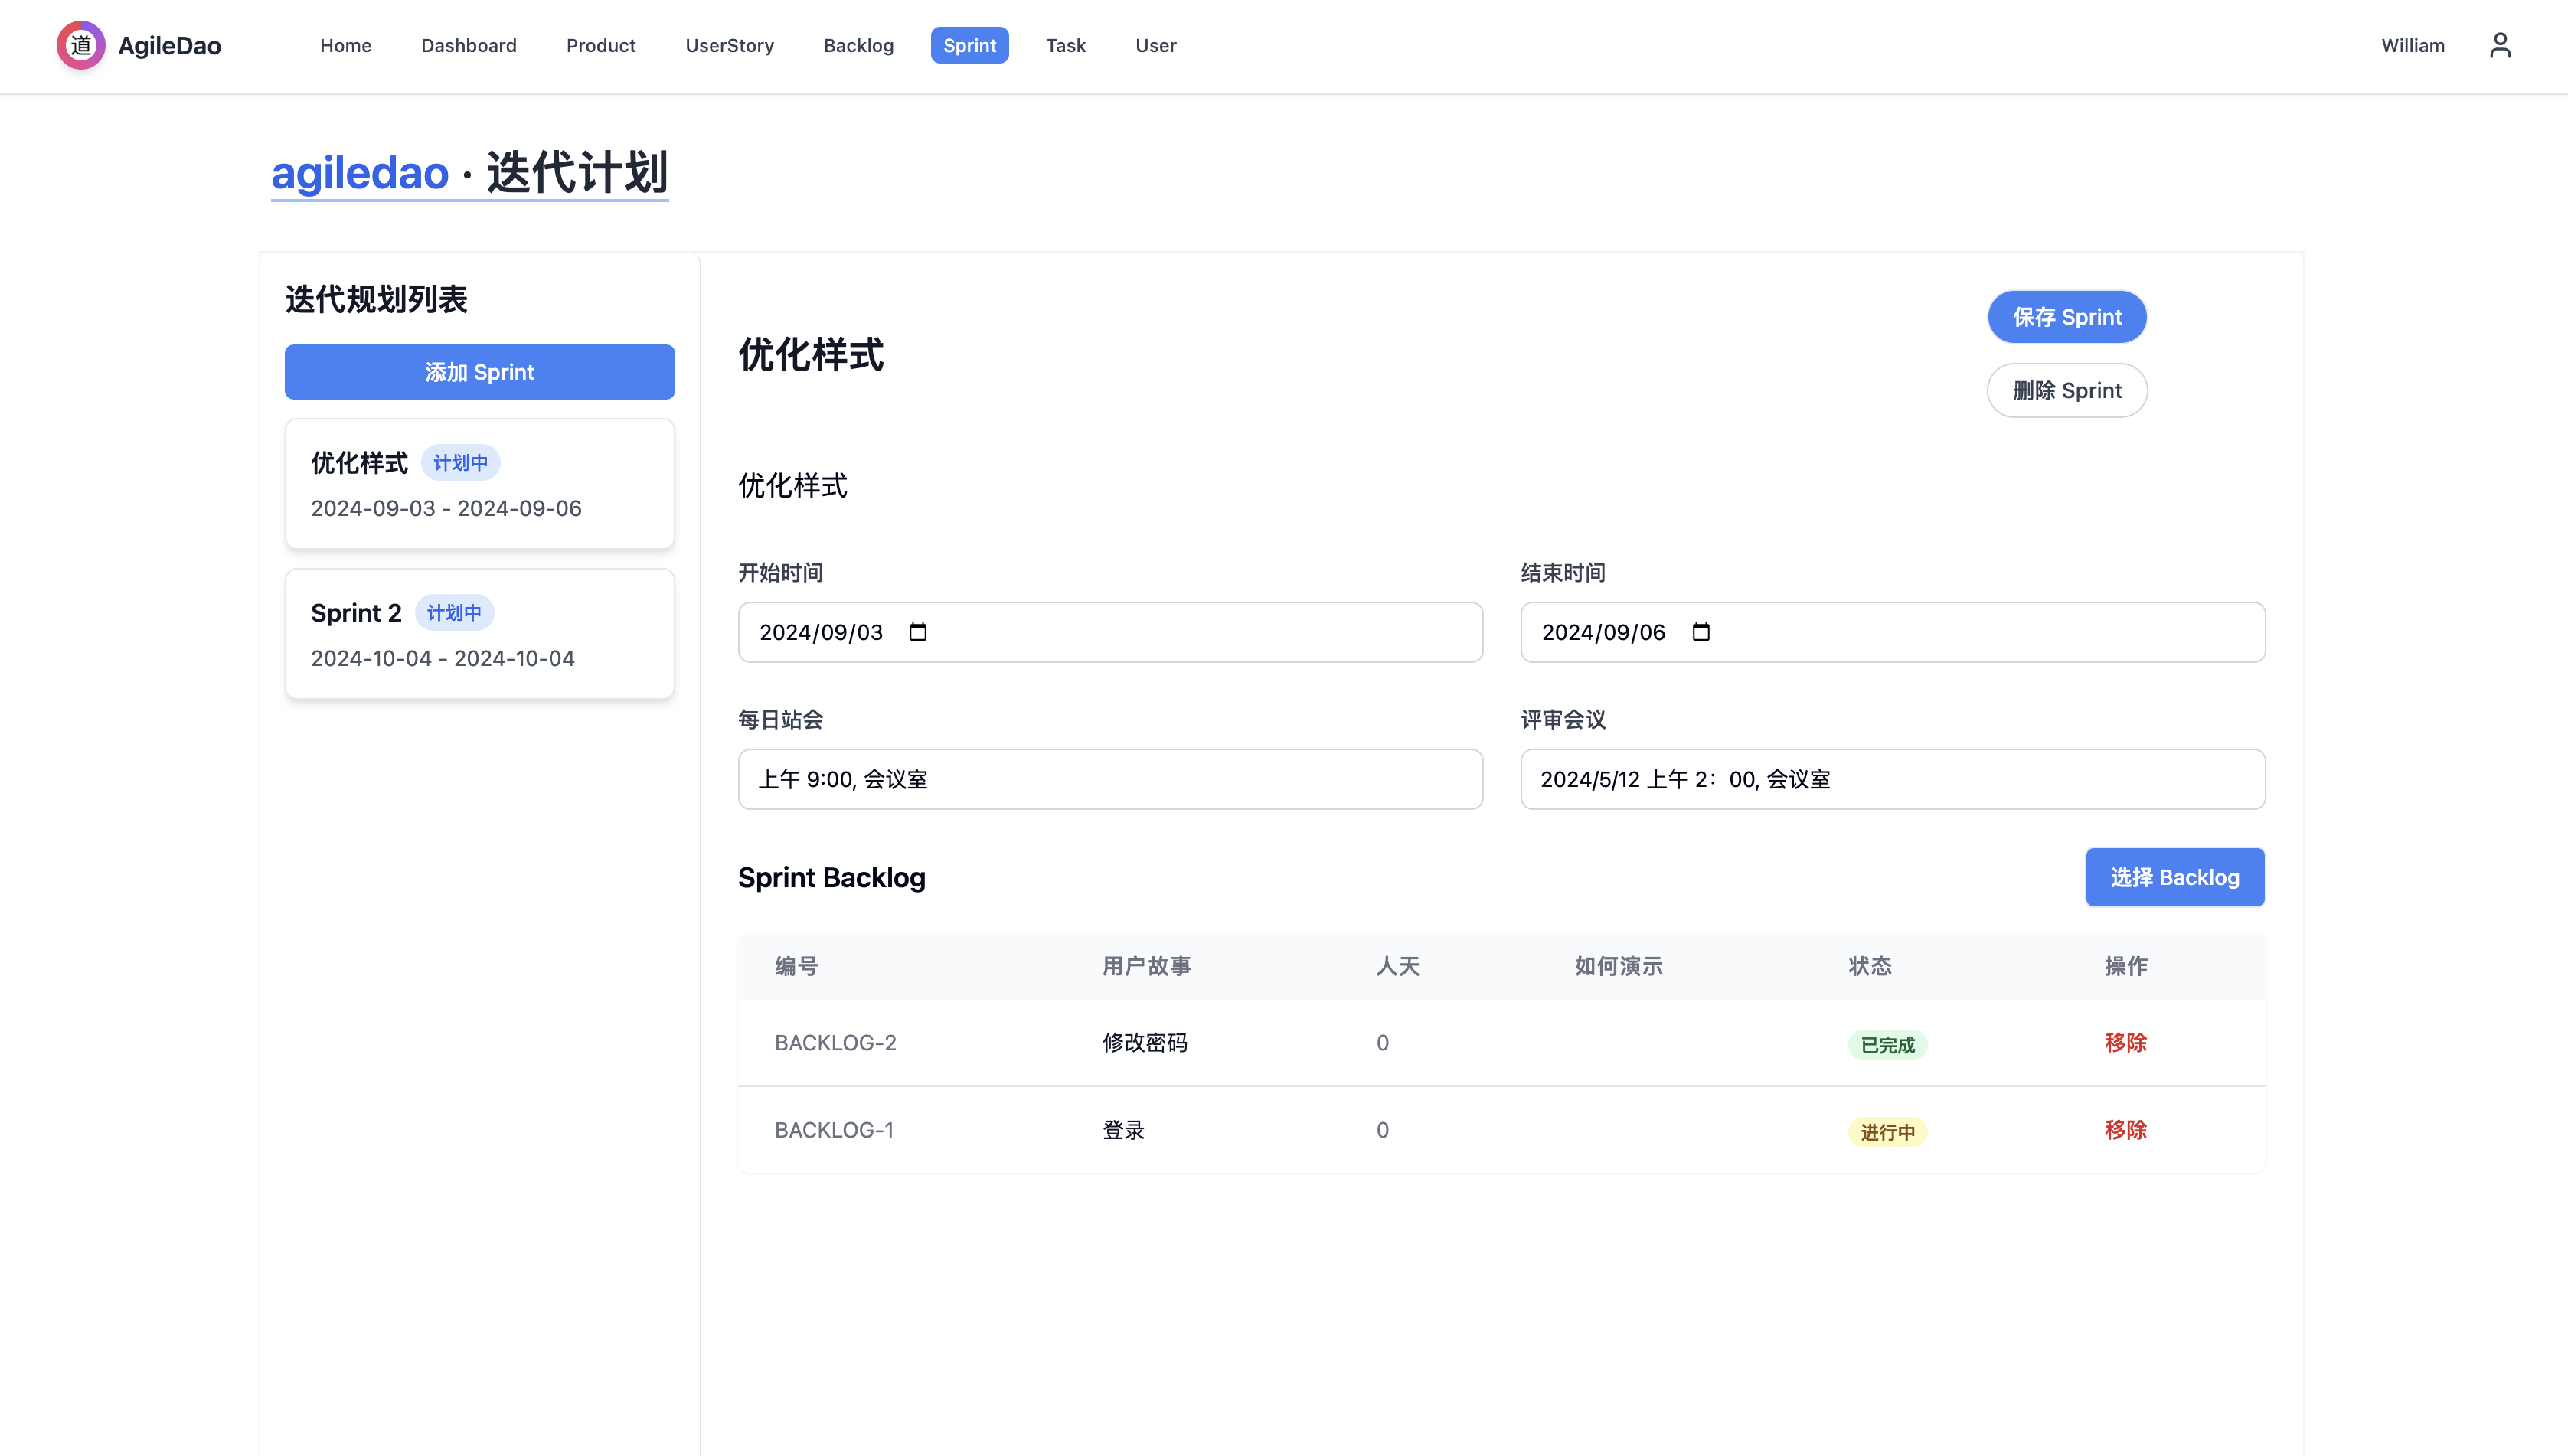 道 AgileDao Home Dashboard Product UserStory Backlog Sprint Task User William
agiledao · 迭代计划
迭代规划列表
添加 Sprint
优化样式 计划中
2024-09-03 - 2024-09-06
Sprint 2 计划中
2024-10-04 - 2024-10-04
优化样式
保存 Sprint
删除 Sprint
优化样式
开始时间 结束时间
2024/09/03 2024/09/06
每日站会 评审会议
上午 9:00, 会议室 2024/5/12 上午 2：00, 会议室
Sprint Backlog 选择 Backlog
编号 用户故事 人天 如何演示 状态 操作
BACKLOG-2 修改密码 0 已完成 移除
BACKLOG-1 登录 0 进行中 移除